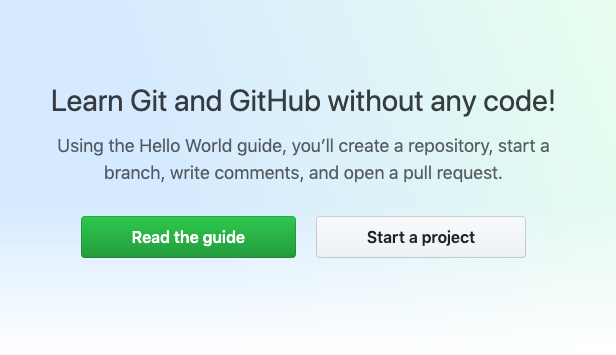 Learn Git and GitHub without any code!
Using the Hello World guide, you’ll create a repository, start a
branch, write comments, and open a pull request.
Read the guide
Start a project